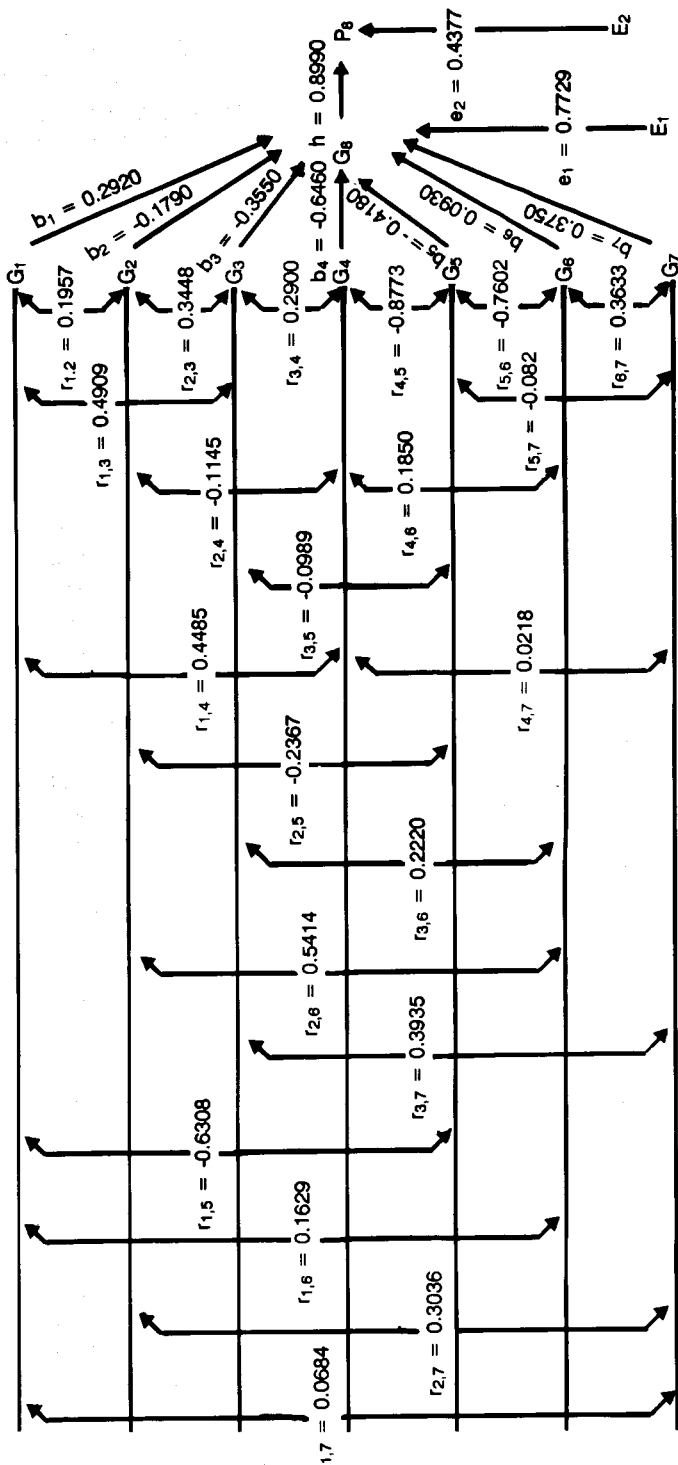 G1
G2
G3
G4
G5
G6
G7
b1 = 0.2920
b2 = -0.1790
b3 = -0.3550
b4 = -0.6460
b5 = -0.4180
b6 = 0.0930
b7 = 0.3750
G8
h = 0.8990
P8
e1 = 0.7729
E1
e2 = 0.4377
E2
r1.2 = 0.1957
r2,3 = 0.3448
r3,4 = 0.2900
r4,5 = -0.8773
r5,6 = -0.7602
r6,7 = 0.3633
r1,3 = 0.4909
r5,7 = -0.082
r2,4 = -0.1145
r4,6 = 0.1850
r3,5 = -0.0989
r1,4 = 0.4485
r4,7 = 0.0218
r2,5 = -0.2367
r3,6 = 0.2220
r2,6 = 0.5414
r3,7 = 0.3935
r1,5 = -0.6308
r1,6 = 0.1629
r2,7 = 0.3036
1,7 = 0.0684